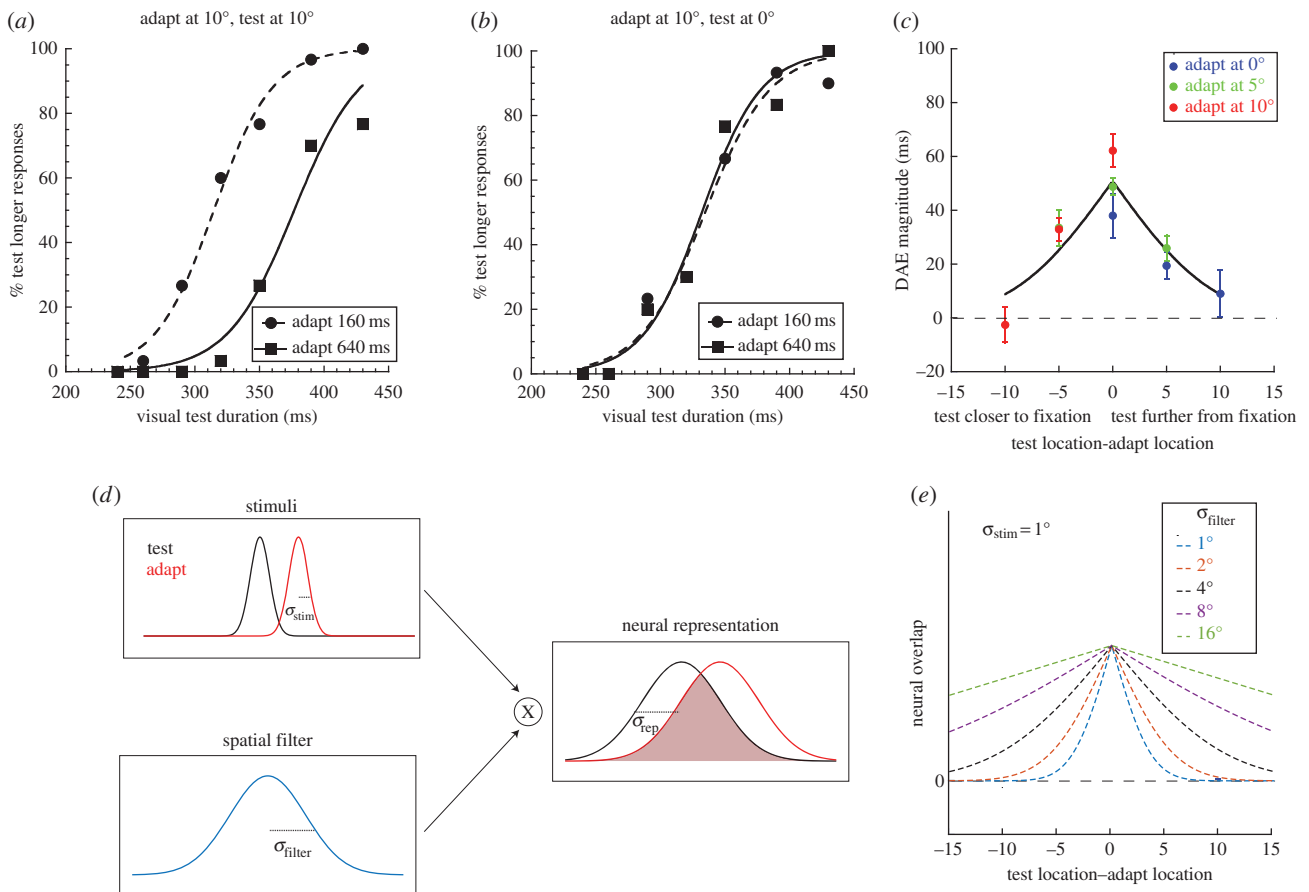 (a)
adapt at 10°, test at 10°
100
80
60
40
20
0
% test longer responses
adapt 160 ms
adapt 640 ms
200 250 300 350 400 450
visual test duration (ms)
(b)
adapt at 10°, test at 0°
100
80
60
40
20
0
% test longer responses
adapt 160 ms
adapt 640 ms
200 250 300 350 400 450
visual test duration (ms)
(c)
adapt at 0°
adapt at 5°
adapt at 10°
100
80
60
40
20
0
−20
DAE magnitude (ms)
−15 −10 −5 0 5 10 15
test closer to fixation test further from fixation
test location-adapt location
(d)
stimuli
test
adapt
σstim
spatial filter
σfilter
X
neural representation
σrep
(e)
σstim = 1°
σfilter
1°
2°
4°
8°
16°
neural overlap
0
−15 −10 −5 0 5 10 15
test location–adapt location